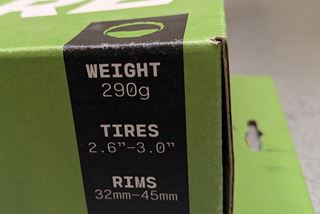 WEIGHT
290g
TIRES
2.6”-3.0”
RIMS
32mm-45mm